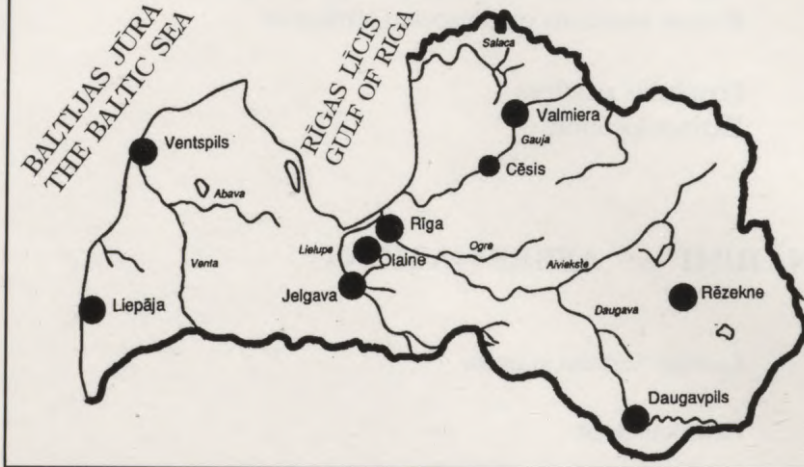 BALTIJAS JŪRA
THE BALTIC SEA
RĪGAS LĪCIS
GULF OF RIGA
Salaca
Valmiera
Gauja
Cēsis
Ventspils
Abava
Venta
Liepāja
Rīga
Lielupe
Olaine
Jelgava
Ogre
Aiviekste
Rēzekne
Daugava
Daugavpils